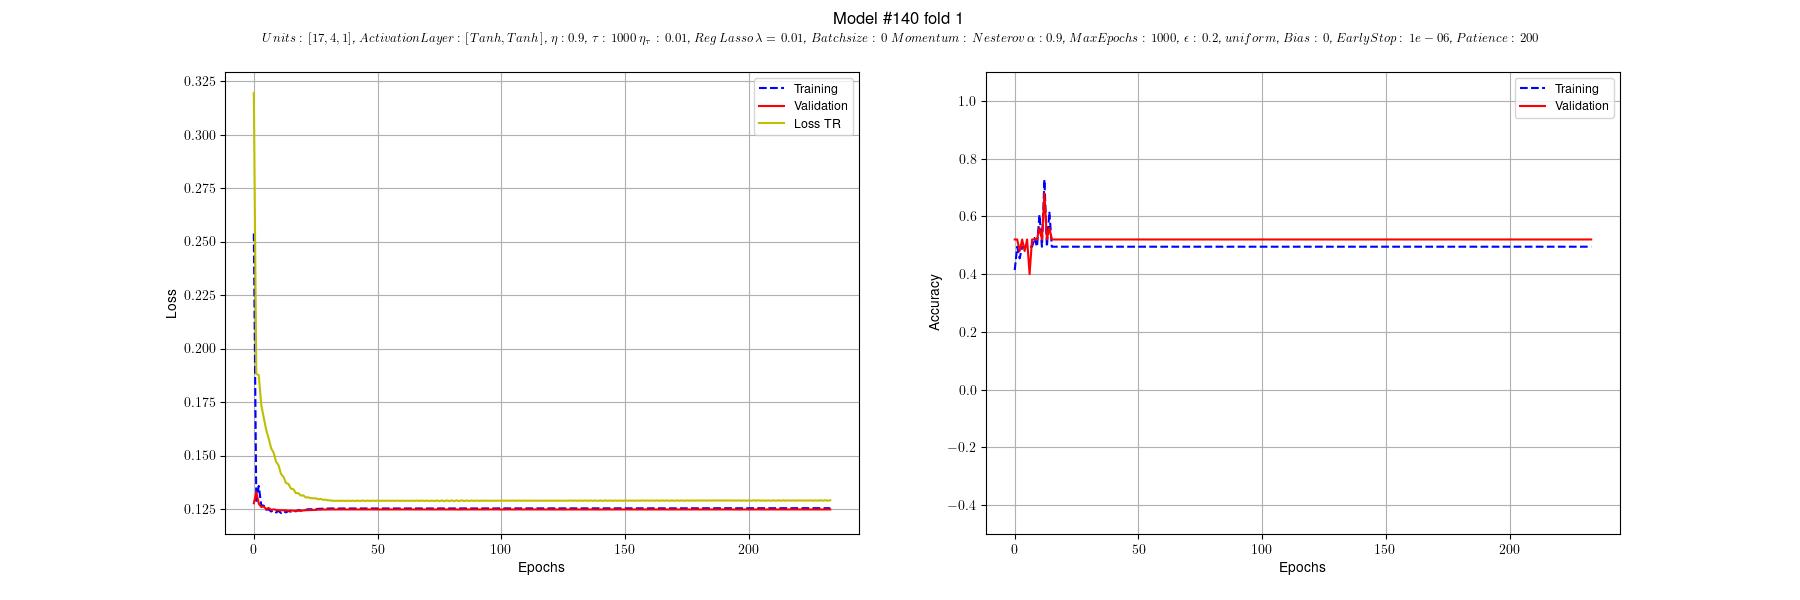 Model #140 fold 1
Units : [17, 4, 1], ActivationLayer : [Tanh, Tanh], η : 0.9, τ : 1000 η_τ : 0.01, Reg Lasso λ = 0.01, Batchsize : 0 Momentum : Nesterov α : 0.9, MaxEpochs : 1000, ϵ : 0.2, uniform, Bias : 0, EarlyStop : 1e − 06, Patience : 200
0.325
0.300
0.275
0.250
0.225
0.200
0.175
0.150
0.125
Loss
0 50 100 150 200
Epochs
Training
Validation
Loss TR
1.0
0.8
0.6
0.4
0.2
0.0
−0.2
−0.4
Accuracy
0 50 100 150 200
Epochs
Training
Validation